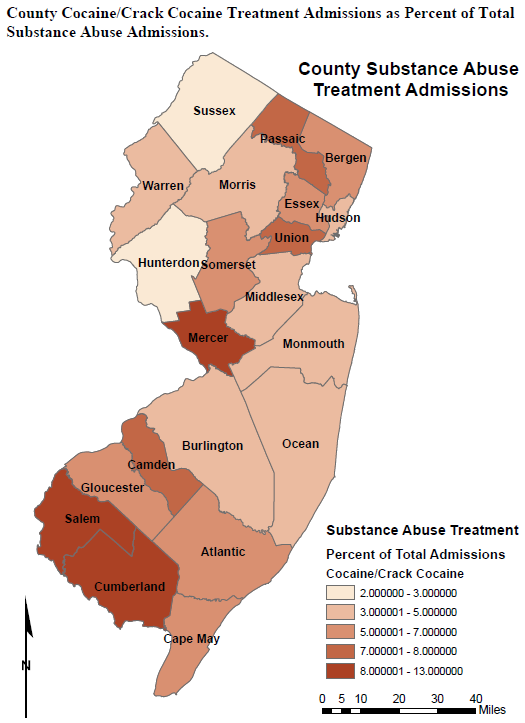 County Cocaine/Crack Cocaine Treatment Admissions as Percent of Total
Substance Abuse Admissions.
County Substance Abuse
Treatment Admissions
Sussex
Passaic
Bergen
Warren
Morris
Essex
Hudson
Union
Hunterdon
Somerset
Middlesex
Mercer
Monmouth
Burlington
Ocean
Camden
Gloucester
Salem
Atlantic
Cumberland
Cape May
Substance Abuse Treatment
Percent of Total Admissions
Cocaine/Crack Cocaine
2.000000 - 3.000000
3.000001 - 5.000000
5.000001 - 7.000000
7.000001 - 8.000000
8.000001 - 13.000000
N
0 5 10 20 30 40
Miles